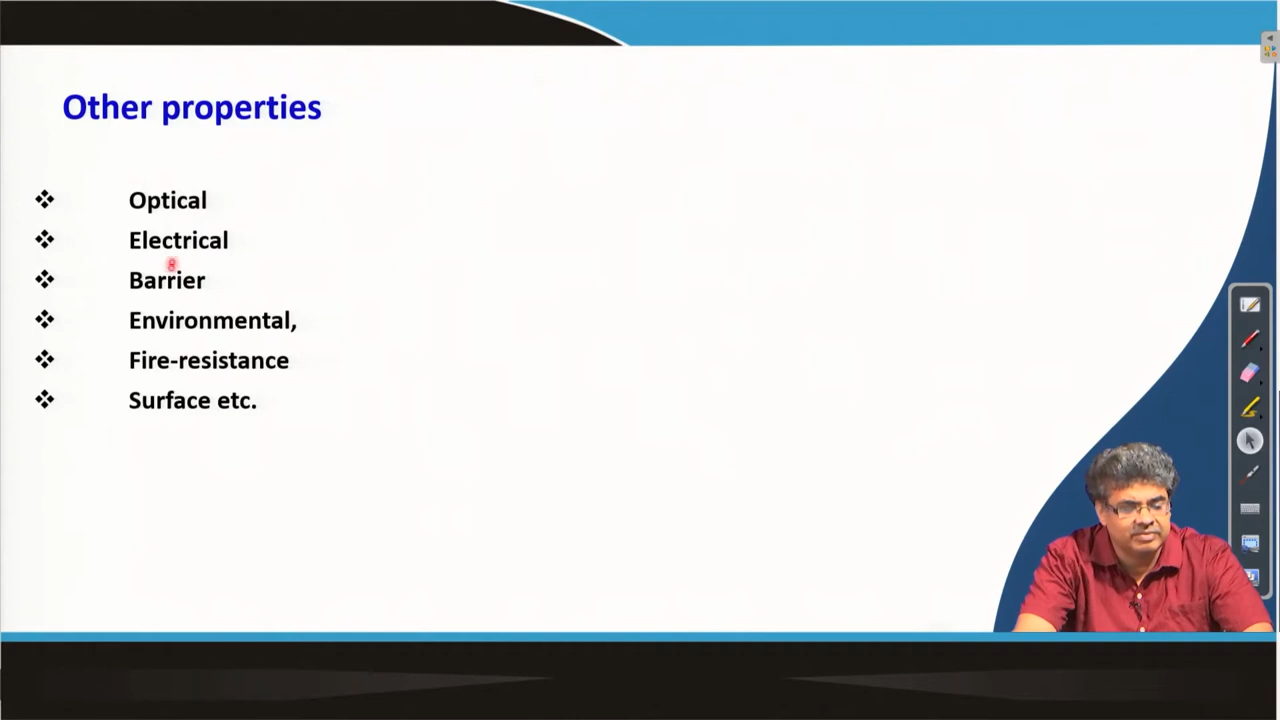 Other properties
Optical
Electrical
Barrier
Environmental,
Fire-resistance
Surface etc.